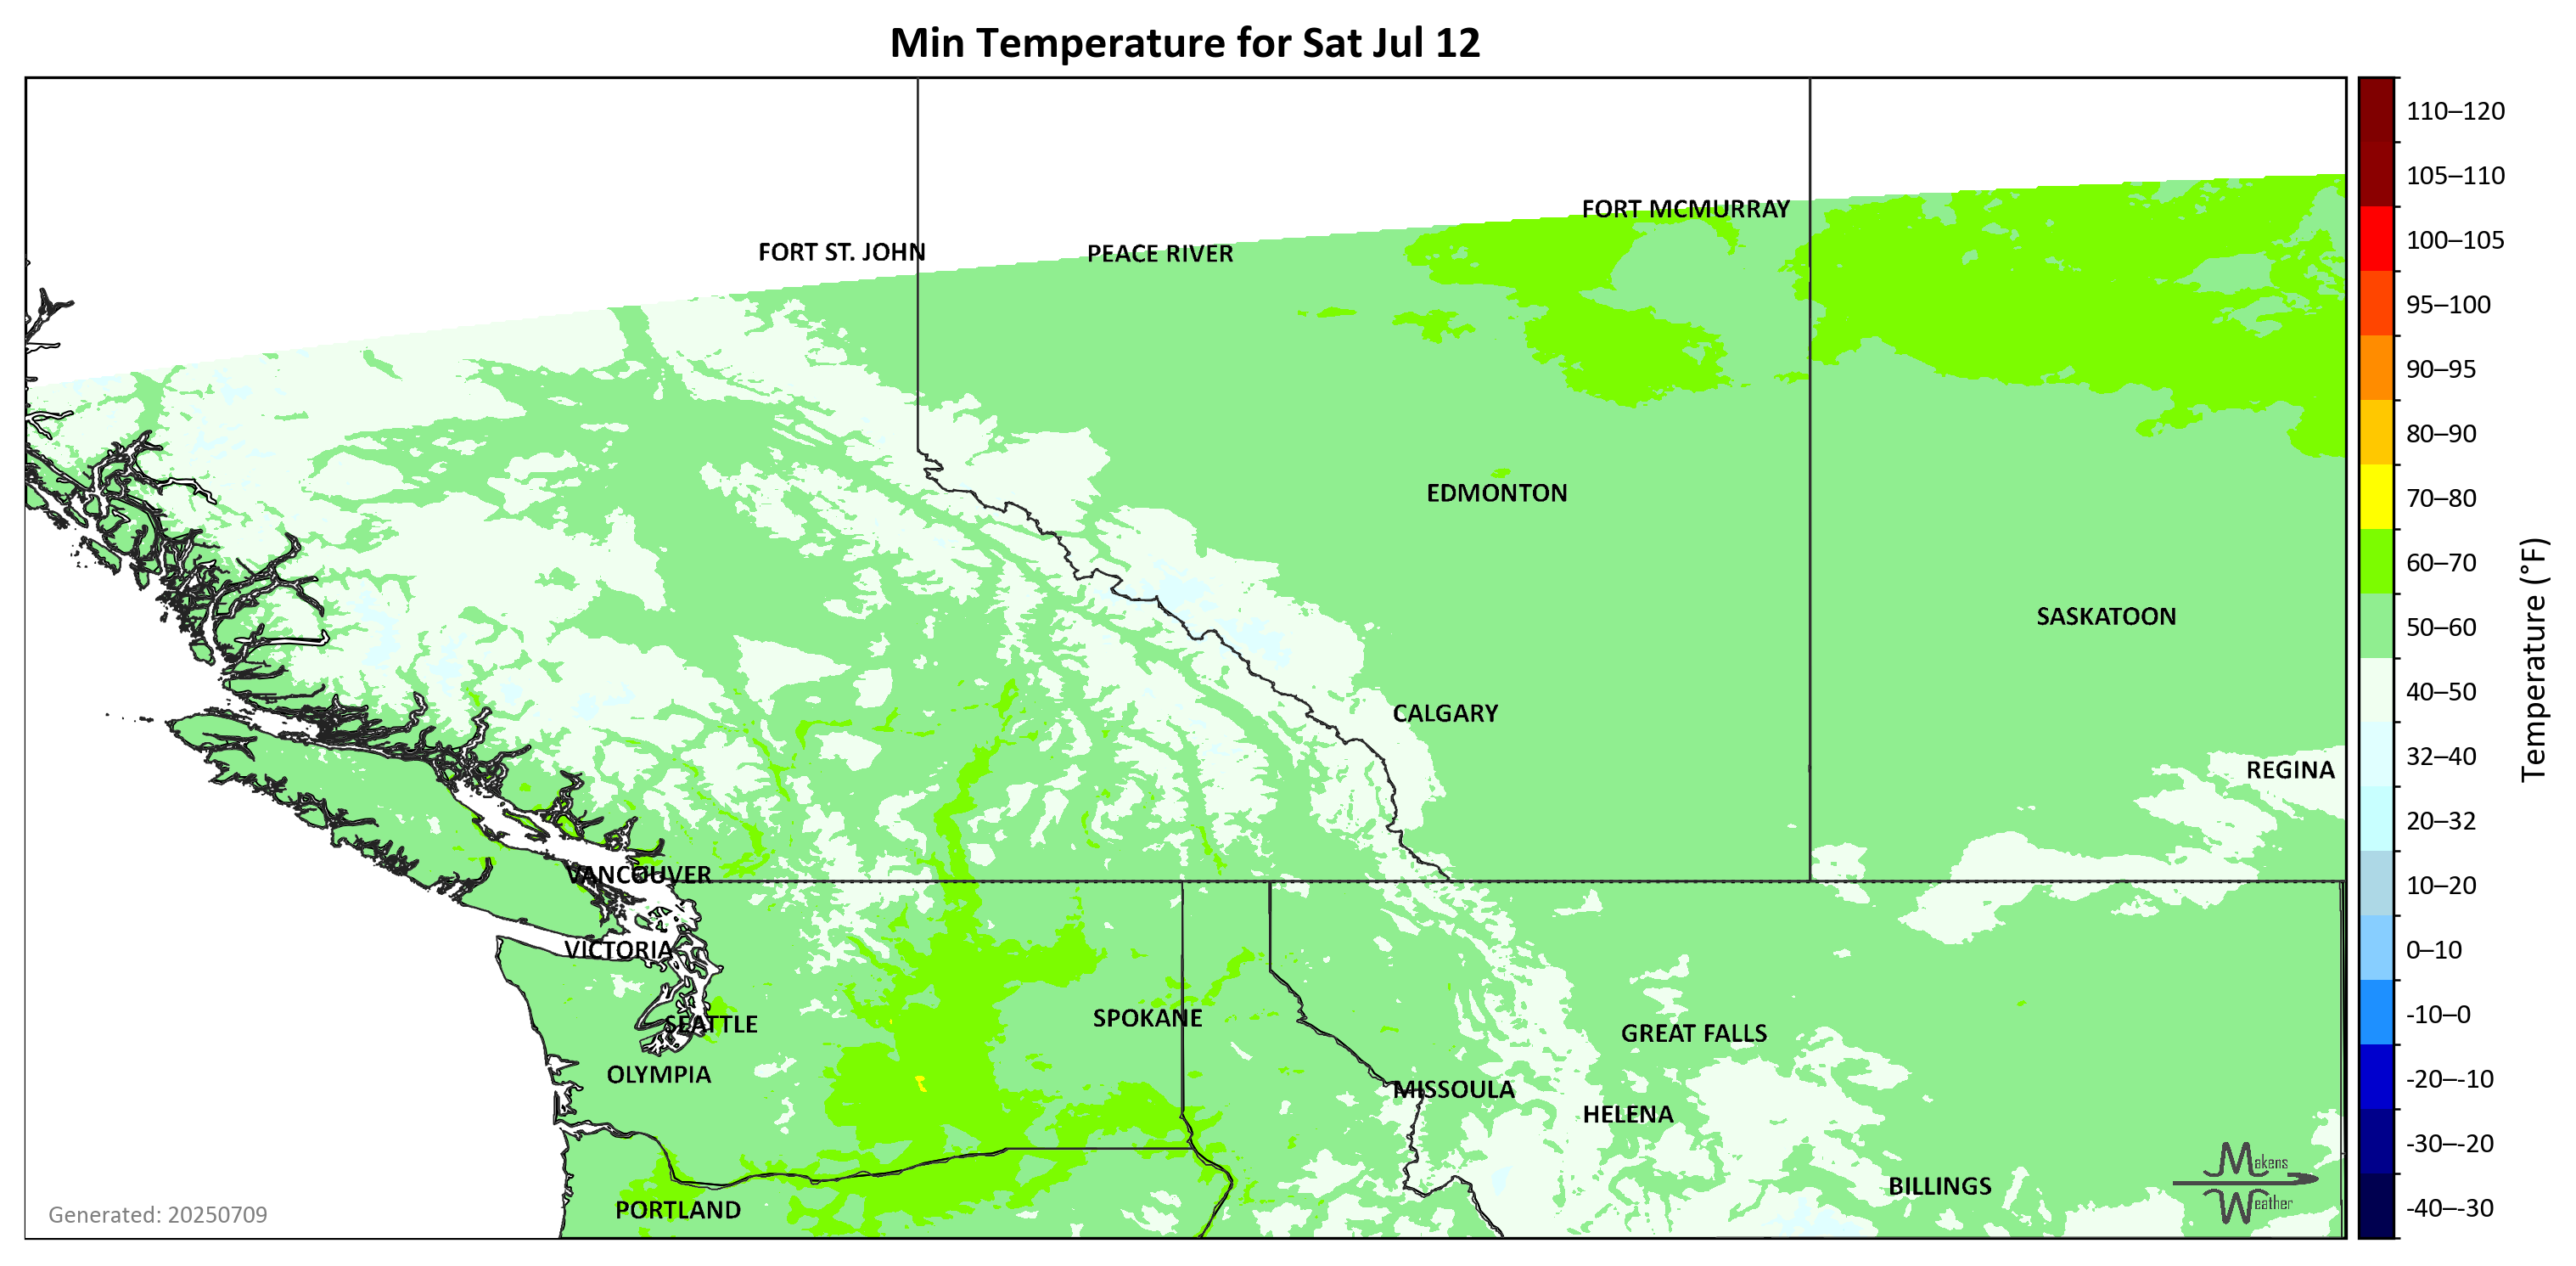 Min Temperature for Sat Jul 12
110–120
105–110
100–105
95–100
90–95
80–90
70–80
60–70
50–60
40–50
32–40
20–32
10–20
0–10
-10–0
-20–-10
-30–-20
-40–-30
Temperature (°F)
FORT MCMURRAY
FORT ST. JOHN
PEACE RIVER
EDMONTON
SASKATOON
CALGARY
REGINA
VANCOUVER
VICTORIA
SEATTLE
SPOKANE
GREAT FALLS
OLYMPIA
MISSOULA
HELENA
BILLINGS
PORTLAND
Makens
Weather
Generated: 20250709